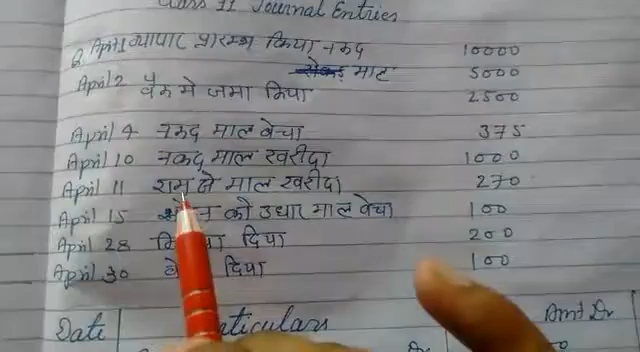 Class 11 Journal Entries
Q. April 1 व्यापार प्रारम्भ किया नकद 10000
माल 5000
April 2 बैंक मे जमा किया 2500
April 4 नकद माल बेचा 375
April 10 नकद माल खरीदा 1000
April 11 राम से माल खरीदा 270
April 15 को उधार माल बेचा 100
April 28 दिया 200
April 30 दिया 100
Date articulars Amt Dr